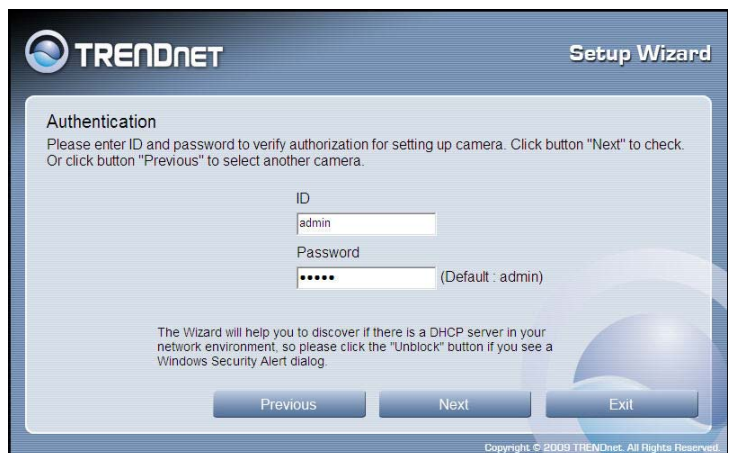 TRENDNET
Setup Wizard
Authentication
Please enter ID and password to verify authorization for setting up camera. Click button "Next" to check.
Or click button "Previous" to select another camera.
ID
admin
Password
•••••
(Default : admin)
The Wizard will help you to discover if there is a DHCP server in your
network environment, so please click the "Unblock" button if you see a
Windows Security Alert dialog.
Previous
Next
Exit
Copyright © 2009 TRENDnet. All Rights Reserved.